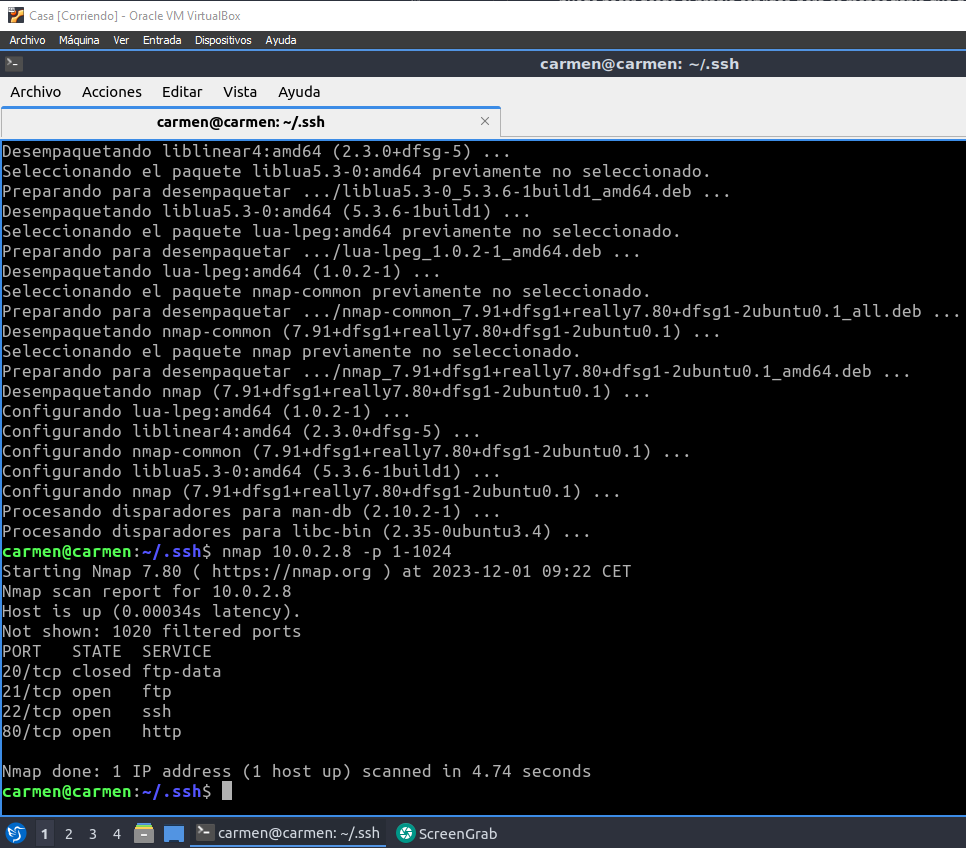 Casa [Corriendo] - Oracle VM VirtualBox
Archivo Máquina Ver Entrada Dispositivos Ayuda
carmen@carmen: ~/.ssh
Archivo Acciones Editar Vista Ayuda
carmen@carmen: ~/.ssh
Desempaquetando liblinear4:amd64 (2.3.0+dfsg-5) ...
Seleccionando el paquete liblua5.3-0:amd64 previamente no seleccionado.
Preparando para desempaquetar .../liblua5.3-0_5.3.6-1build1_amd64.deb ...
Desempaquetando liblua5.3-0:amd64 (5.3.6-1build1) ...
Seleccionando el paquete lua-lpeg:amd64 previamente no seleccionado.
Preparando para desempaquetar .../lua-lpeg_1.0.2-1_amd64.deb ...
Desempaquetando lua-lpeg:amd64 (1.0.2-1) ...
Seleccionando el paquete nmap-common previamente no seleccionado.
Preparando para desempaquetar .../nmap-common_7.91+dfsg1+really7.80+dfsg1-2ubuntu0.1_all.deb ...
Desempaquetando nmap-common (7.91+dfsg1+really7.80+dfsg1-2ubuntu0.1) ...
Seleccionando el paquete nmap previamente no seleccionado.
Preparando para desempaquetar .../nmap_7.91+dfsg1+really7.80+dfsg1-2ubuntu0.1_amd64.deb ...
Desempaquetando nmap (7.91+dfsg1+really7.80+dfsg1-2ubuntu0.1) ...
Configurando lua-lpeg:amd64 (1.0.2-1) ...
Configurando liblinear4:amd64 (2.3.0+dfsg-5) ...
Configurando nmap-common (7.91+dfsg1+really7.80+dfsg1-2ubuntu0.1) ...
Configurando liblua5.3-0:amd64 (5.3.6-1build1) ...
Configurando nmap (7.91+dfsg1+really7.80+dfsg1-2ubuntu0.1) ...
Procesando disparadores para man-db (2.10.2-1) ...
Procesando disparadores para libc-bin (2.35-0ubuntu3.4) ...
carmen@carmen:~/.ssh$ nmap 10.0.2.8 -p 1-1024
Starting Nmap 7.80 ( https://nmap.org ) at 2023-12-01 09:22 CET
Nmap scan report for 10.0.2.8
Host is up (0.00034s latency).
Not shown: 1020 filtered ports
PORT   STATE  SERVICE
20/tcp closed ftp-data
21/tcp open   ftp
22/tcp open   ssh
80/tcp open   http
Nmap done: 1 IP address (1 host up) scanned in 4.74 seconds
carmen@carmen:~/.ssh$
1 2 3 4 carmen@carmen: ~/.ssh ScreenGrab